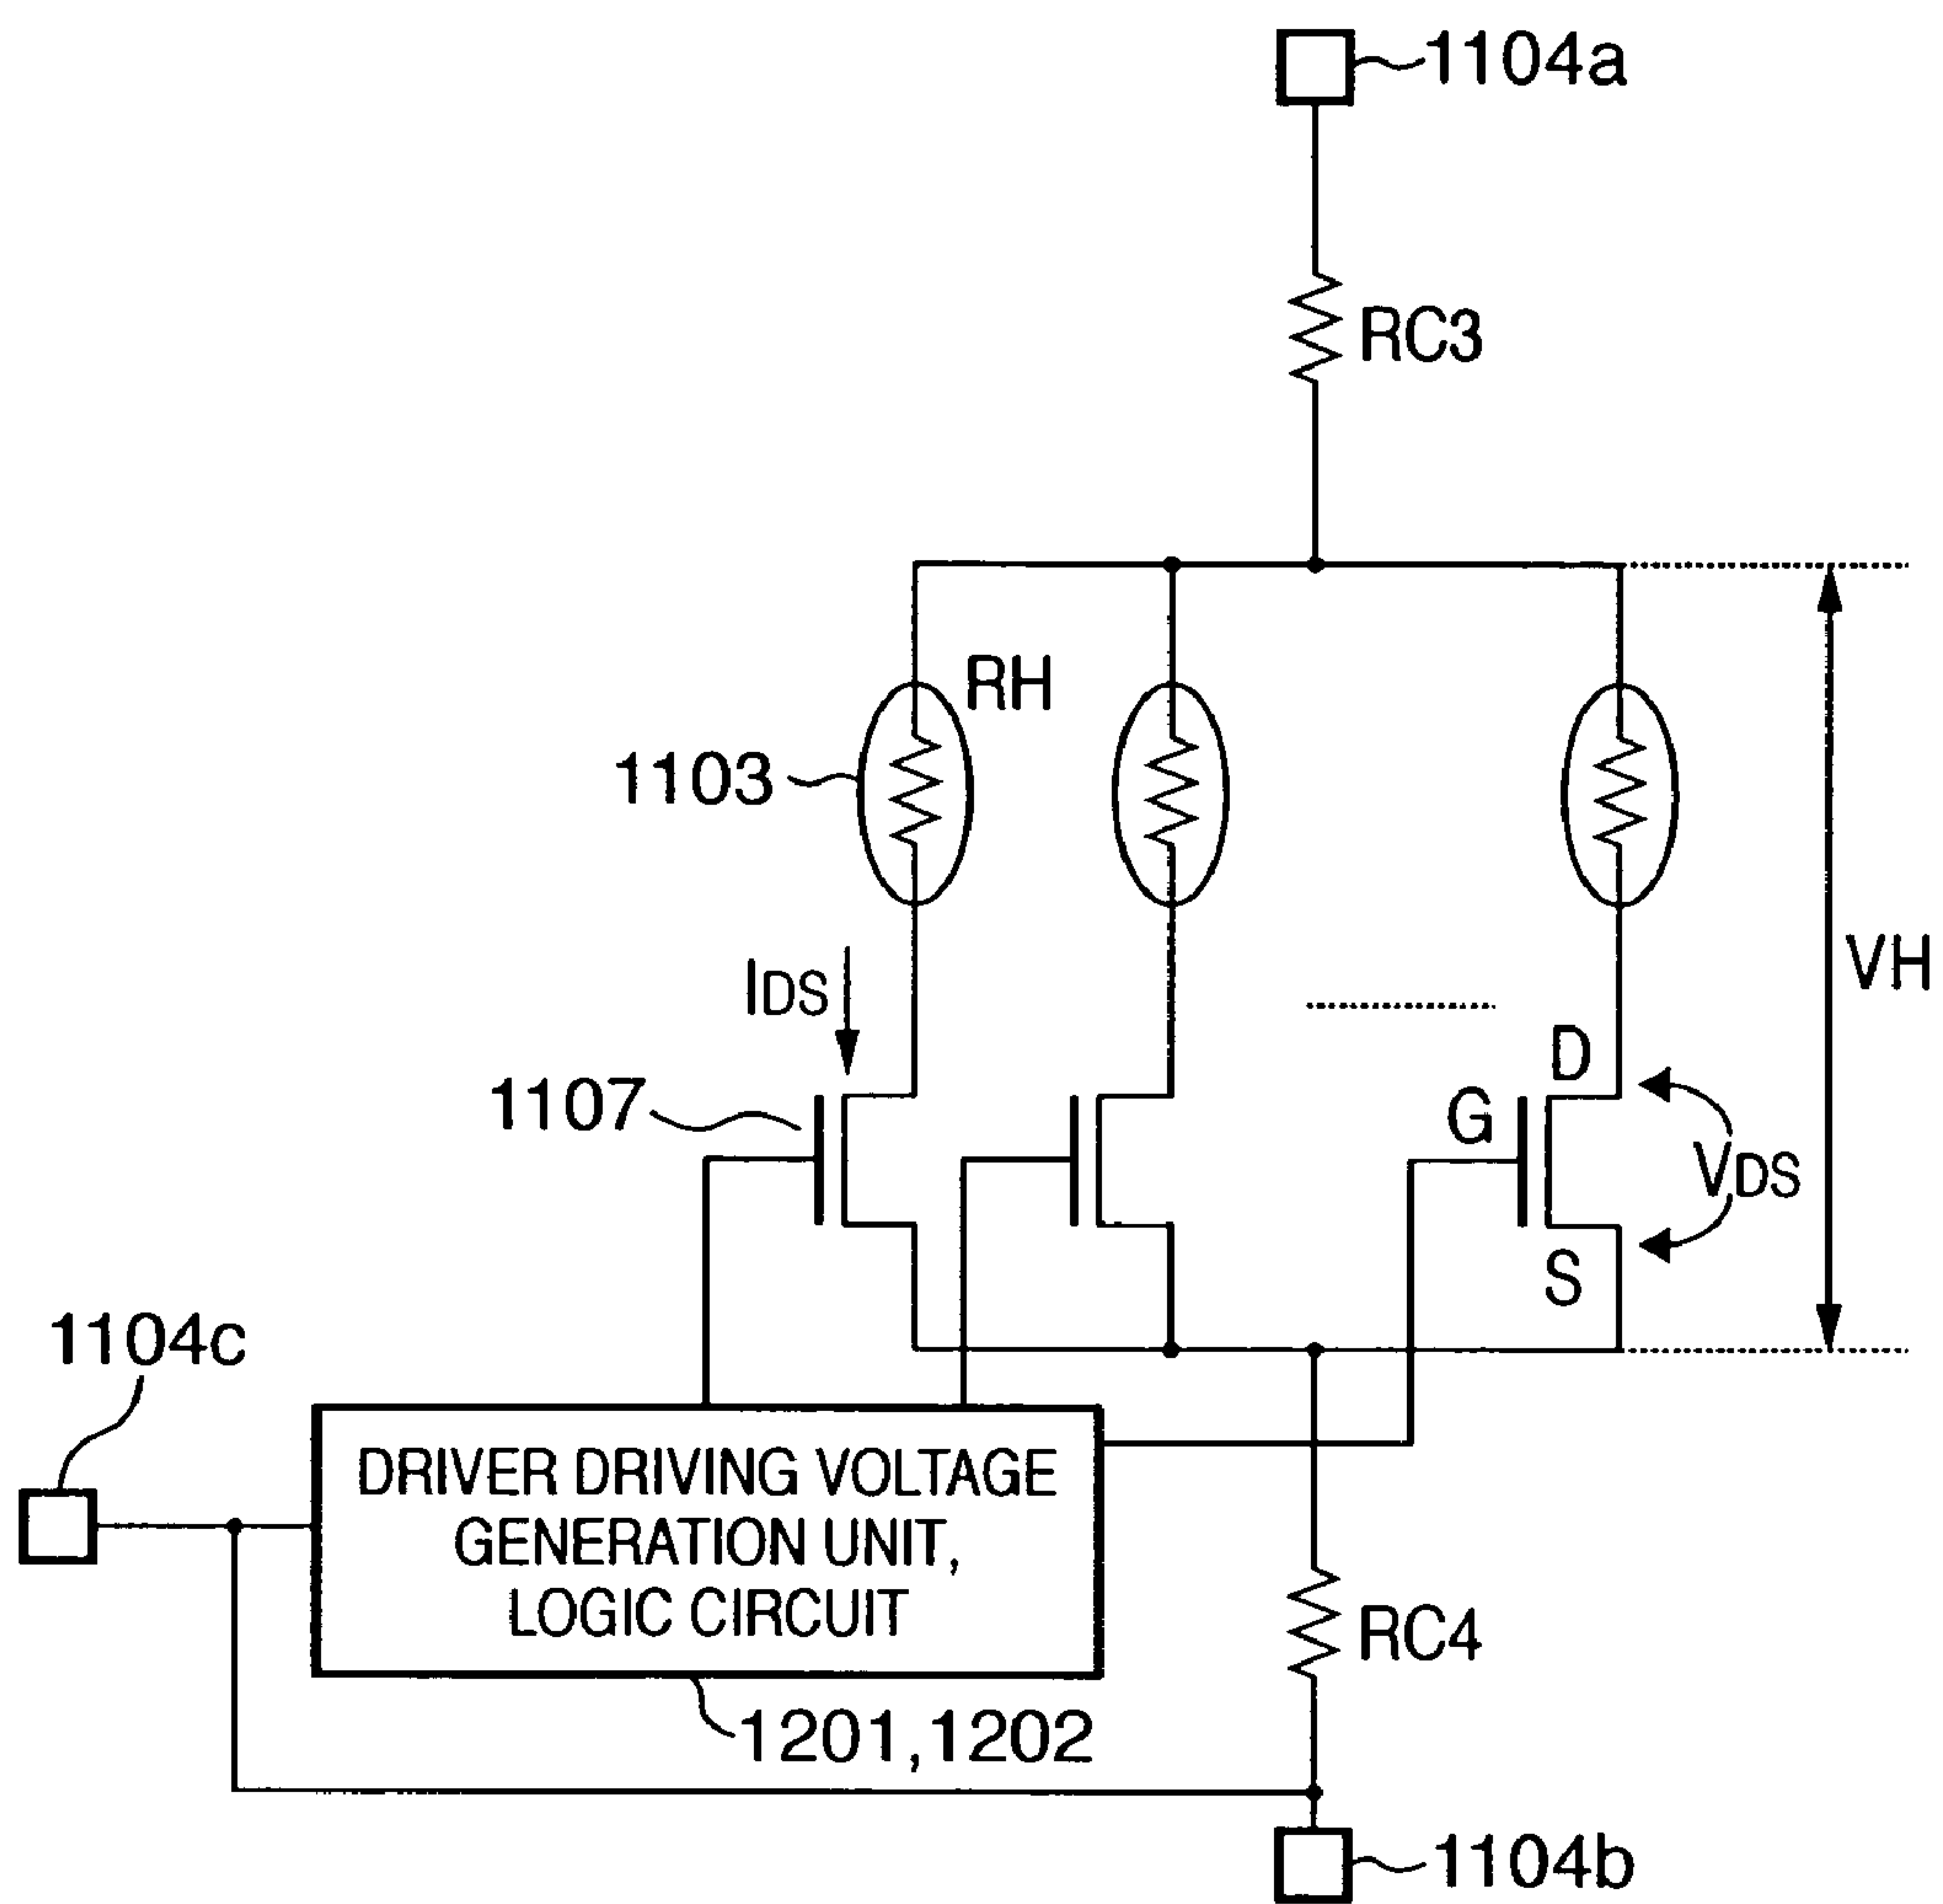 1104a
RC3
RH
1103
VH
IDS
D
1107
G
VDS
S
1104c
DRIVER DRIVING VOLTAGE
GENERATION UNIT,
LOGIC CIRCUIT
RC4
1201,1202
1104b